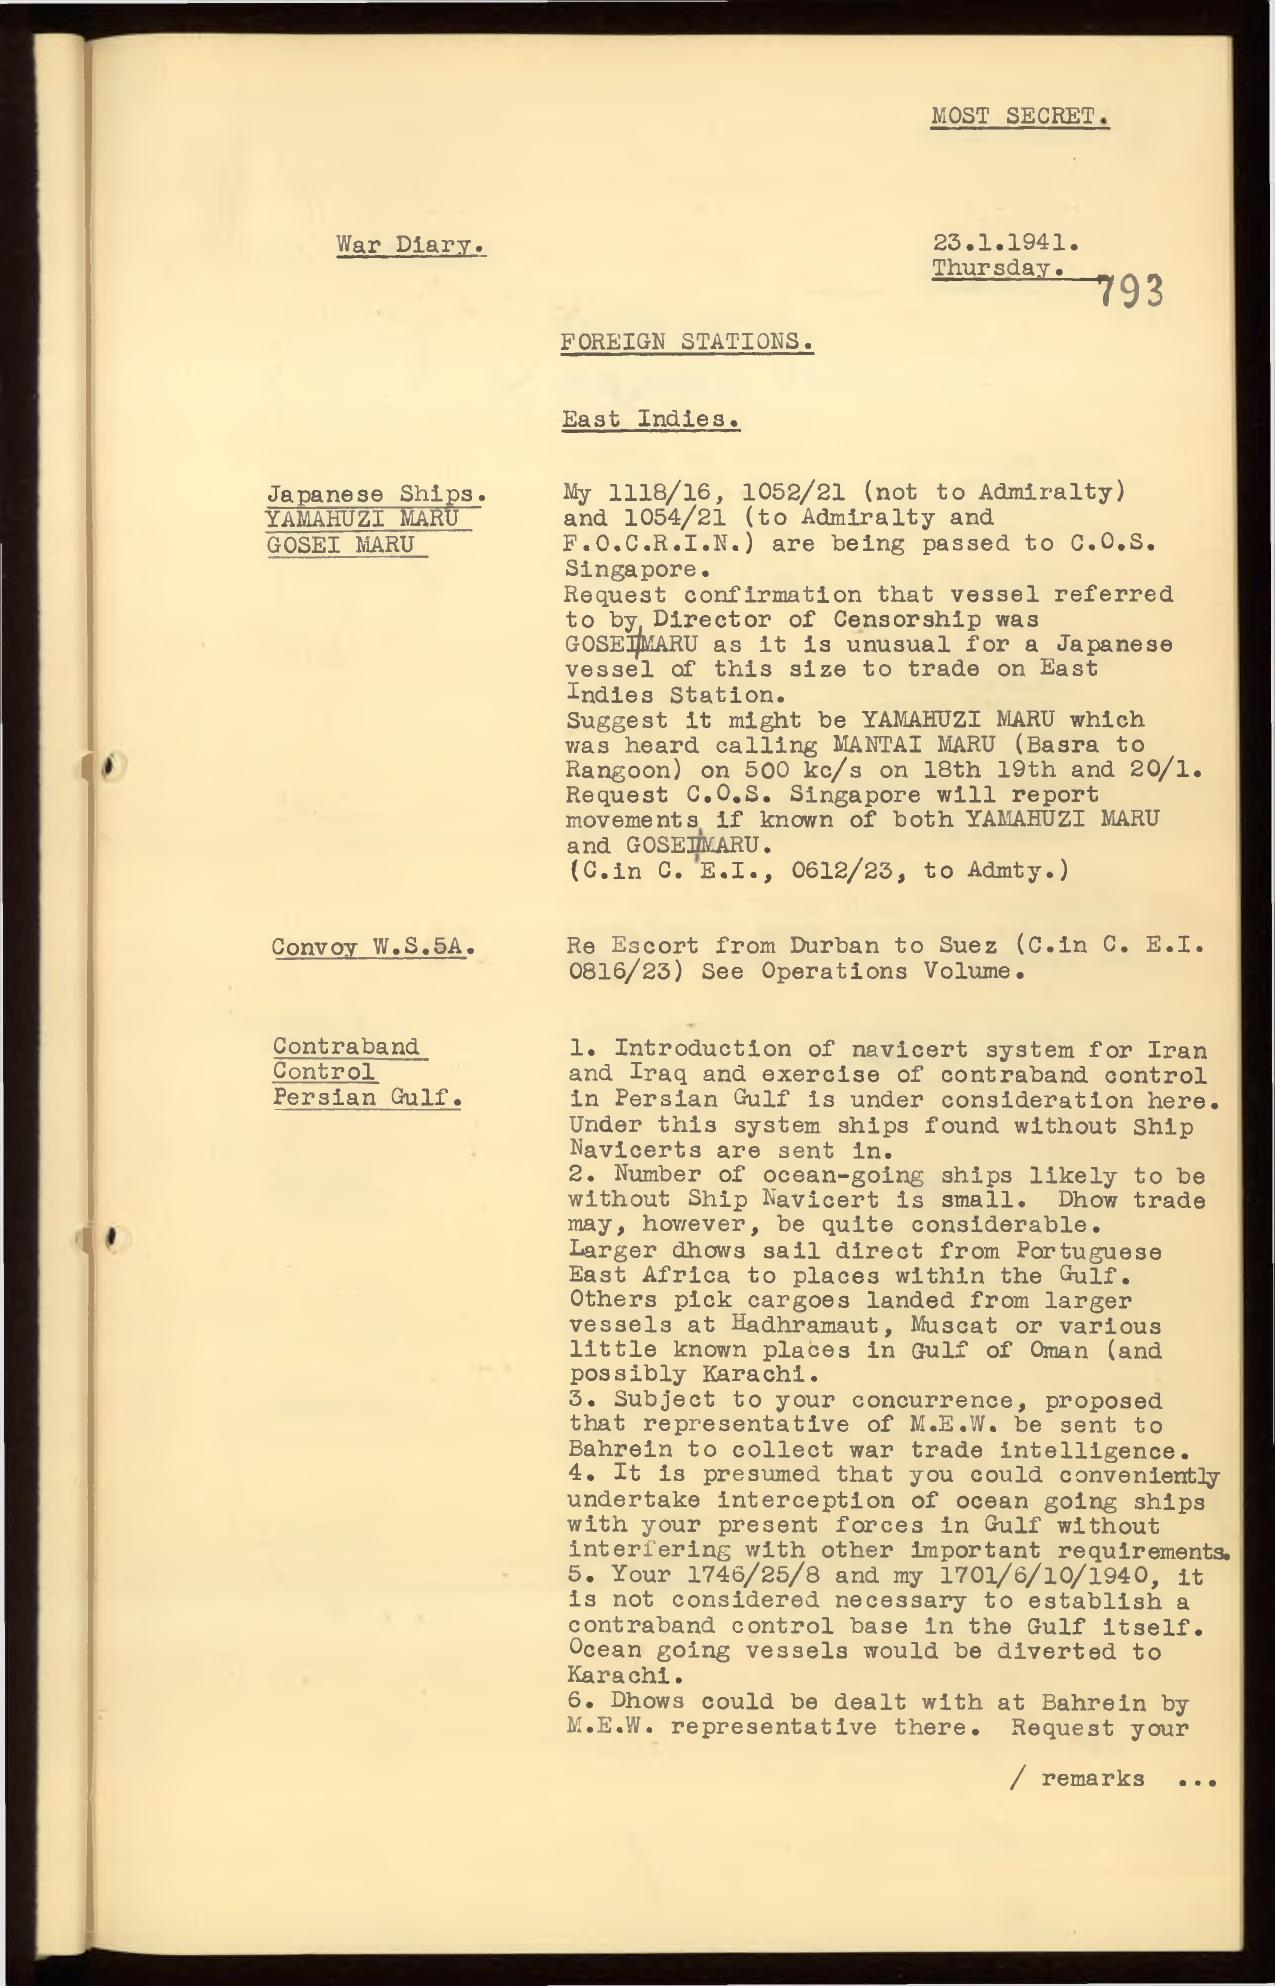 MOST SECRET.
War Diary.
23.1.1941.
Thursday.
793
FOREIGN STATIONS.
East Indies.
Japanese Ships.
YAMAHUZI MARU
GOSEI MARU
My 1118/16, 1052/21 (not to Admiralty)
and 1054/21 (to Admiralty and
F.O.C.R.I.N.) are being passed to C.O.S.
Singapore.
Request confirmation that vessel referred
to by Director of Censorship was
GOSEI/MARU as it is unusual for a Japanese
vessel of this size to trade on East
Indies Station.
Suggest it might be YAMAHUZI MARU which
was heard calling MANTAI MARU (Basra to
Rangoon) on 500 kc/s on 18th 19th and 20/1.
Request C.O.S. Singapore will report
movements if known of both YAMAHUZI MARU
and GOSEI/MARU.
(C.in C. E.I., 0612/23, to Admty.)
Convoy W.S.5A.
Re Escort from Durban to Suez (C.in C. E.I.
0816/23) See Operations Volume.
Contraband
Control
Persian Gulf.
1. Introduction of navicert system for Iran
and Iraq and exercise of contraband control
in Persian Gulf is under consideration here.
Under this system ships found without Ship
Navicerts are sent in.
2. Number of ocean-going ships likely to be
without Ship Navicert is small. Dhow trade
may, however, be quite considerable.
Larger dhows sail direct from Portuguese
East Africa to places within the Gulf.
Others pick cargoes landed from larger
vessels at Hadhramaut, Muscat or various
little known places in Gulf of Oman (and
possibly Karachi.
3. Subject to your concurrence, proposed
that representative of M.E.W. be sent to
Bahrein to collect war trade intelligence.
4. It is presumed that you could conveniently
undertake interception of ocean going ships
with your present forces in Gulf without
interfering with other important requirements.
5. Your 1746/25/8 and my 1701/6/10/1940, it
is not considered necessary to establish a
contraband control base in the Gulf itself.
Ocean going vessels would be diverted to
Karachi.
6. Dhows could be dealt with at Bahrein by
M.E.W. representative there. Request your
/ remarks ...